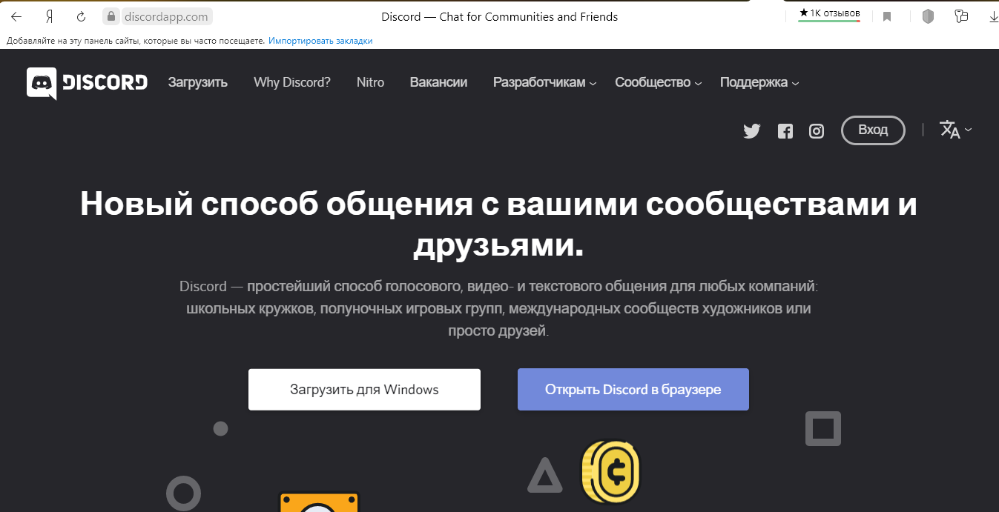 discordapp.com Discord — Chat for Communities and Friends ★ 1К отзывов
Добавляйте на эту панель сайты, которые вы часто посещаете. Импортировать закладки
DISCORD Загрузить Why Discord? Nitro Вакансии Разработчикам Сообщество Поддержка
Вход
Новый способ общения с вашими сообществами и
друзьями.
Discord — простейший способ голосового, видео- и текстового общения для любых компаний:
школьных кружков, полуночных игровых групп, международных сообществ художников или
просто друзей.
Загрузить для Windows Открыть Discord в браузере